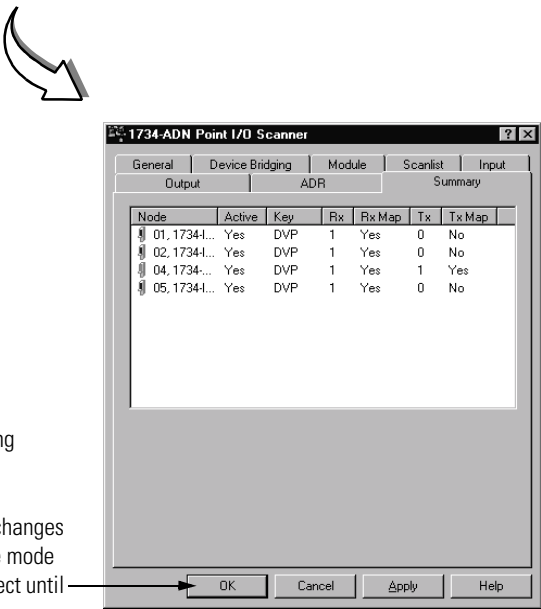 1734-ADN Point I/O Scanner
General Device Bridging Module Scanlist Input
Output ADR Summary
Node Active Key Rx Rx Map Tx Tx Map
01, 1734-I... Yes DVP 1 Yes 0 No
02, 1734-I... Yes DVP 1 Yes 0 No
04, 1734-... Yes DVP 1 Yes 1 Yes
05, 1734-I... Yes DVP 1 Yes 0 No
changes
mode
until
OK Cancel Apply Help